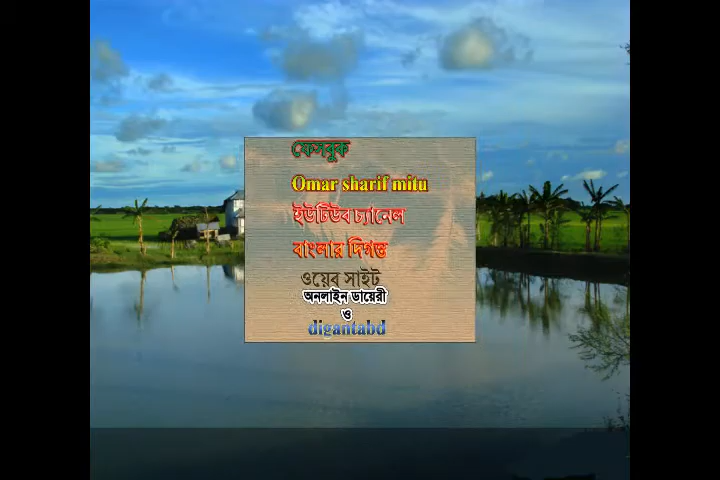 ফেসবুক
Omar sharif mitu
ইউটিউব চ্যানেল
বাংলার দিগন্ত
ওয়েব সাইট
অনলাইন ডায়েরী
ও
digantabd